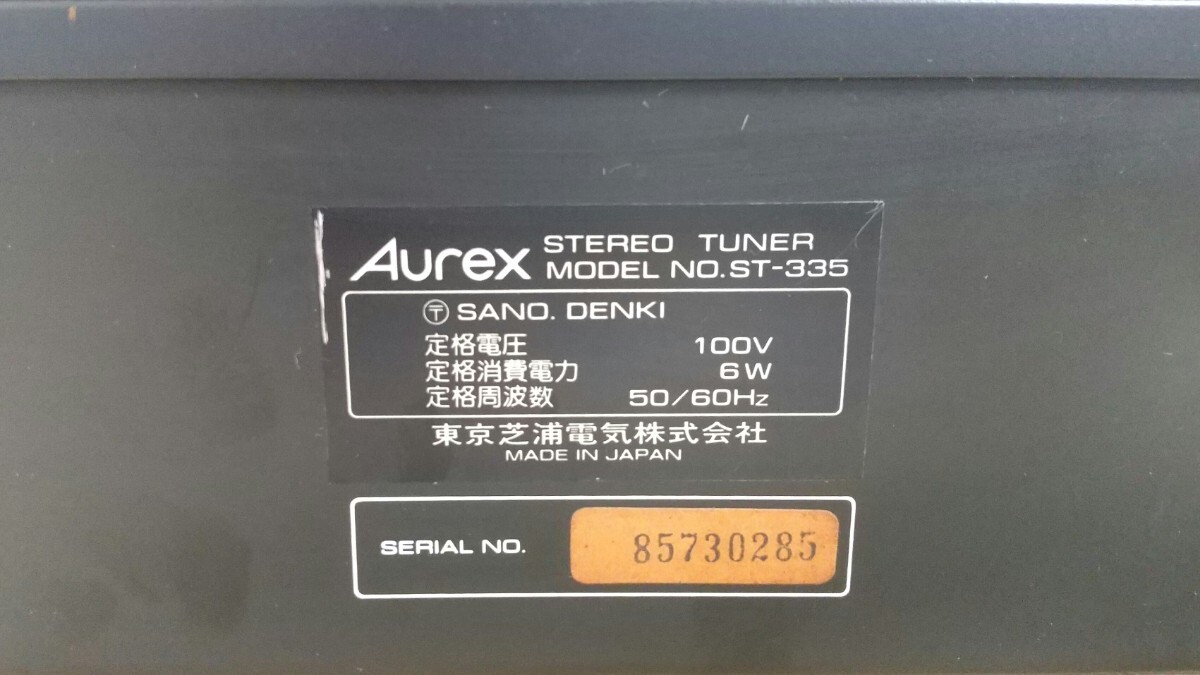 Aurex STEREO TUNER
MODEL NO.ST-335
〶 SANO. DENKI
定格電圧 100V
定格消費電力 6W
定格周波数 50/60Hz
東京芝浦電気株式会社
MADE IN JAPAN
SERIAL NO. 85730285